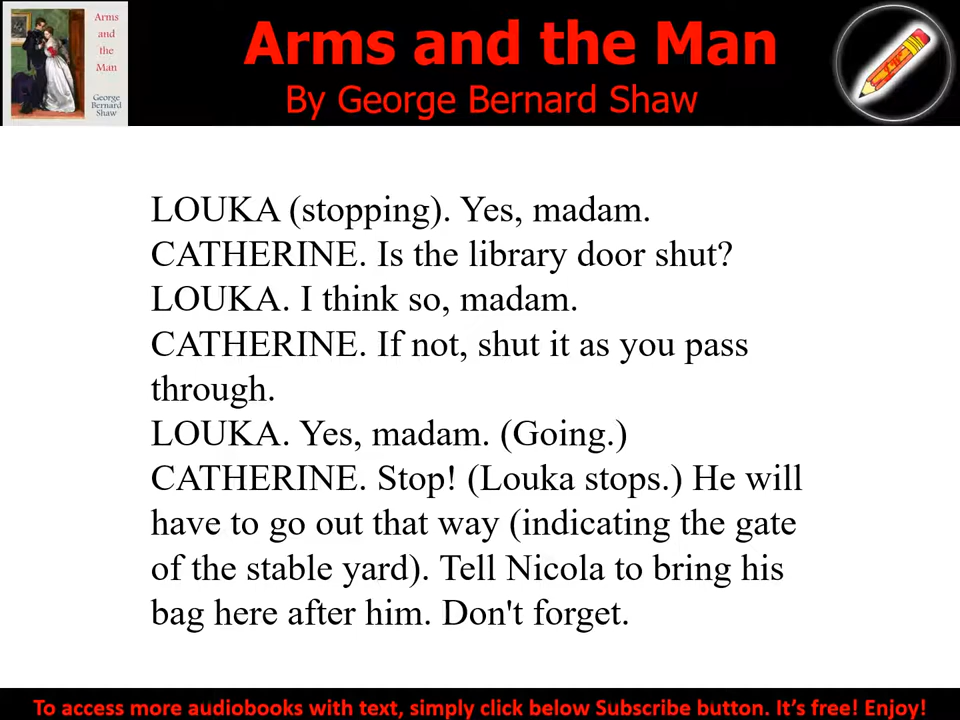 Arms
and
the
Man
George
Bernard
Shaw
Arms and the Man
By George Bernard Shaw
LOUKA (stopping). Yes, madam.
CATHERINE. Is the library door shut?
LOUKA. I think so, madam.
CATHERINE. If not, shut it as you pass
through.
LOUKA. Yes, madam. (Going.)
CATHERINE. Stop! (Louka stops.) He will
have to go out that way (indicating the gate
of the stable yard). Tell Nicola to bring his
bag here after him. Don't forget.
To access more audiobooks with text, simply click below Subscribe button. It's free! Enjoy!